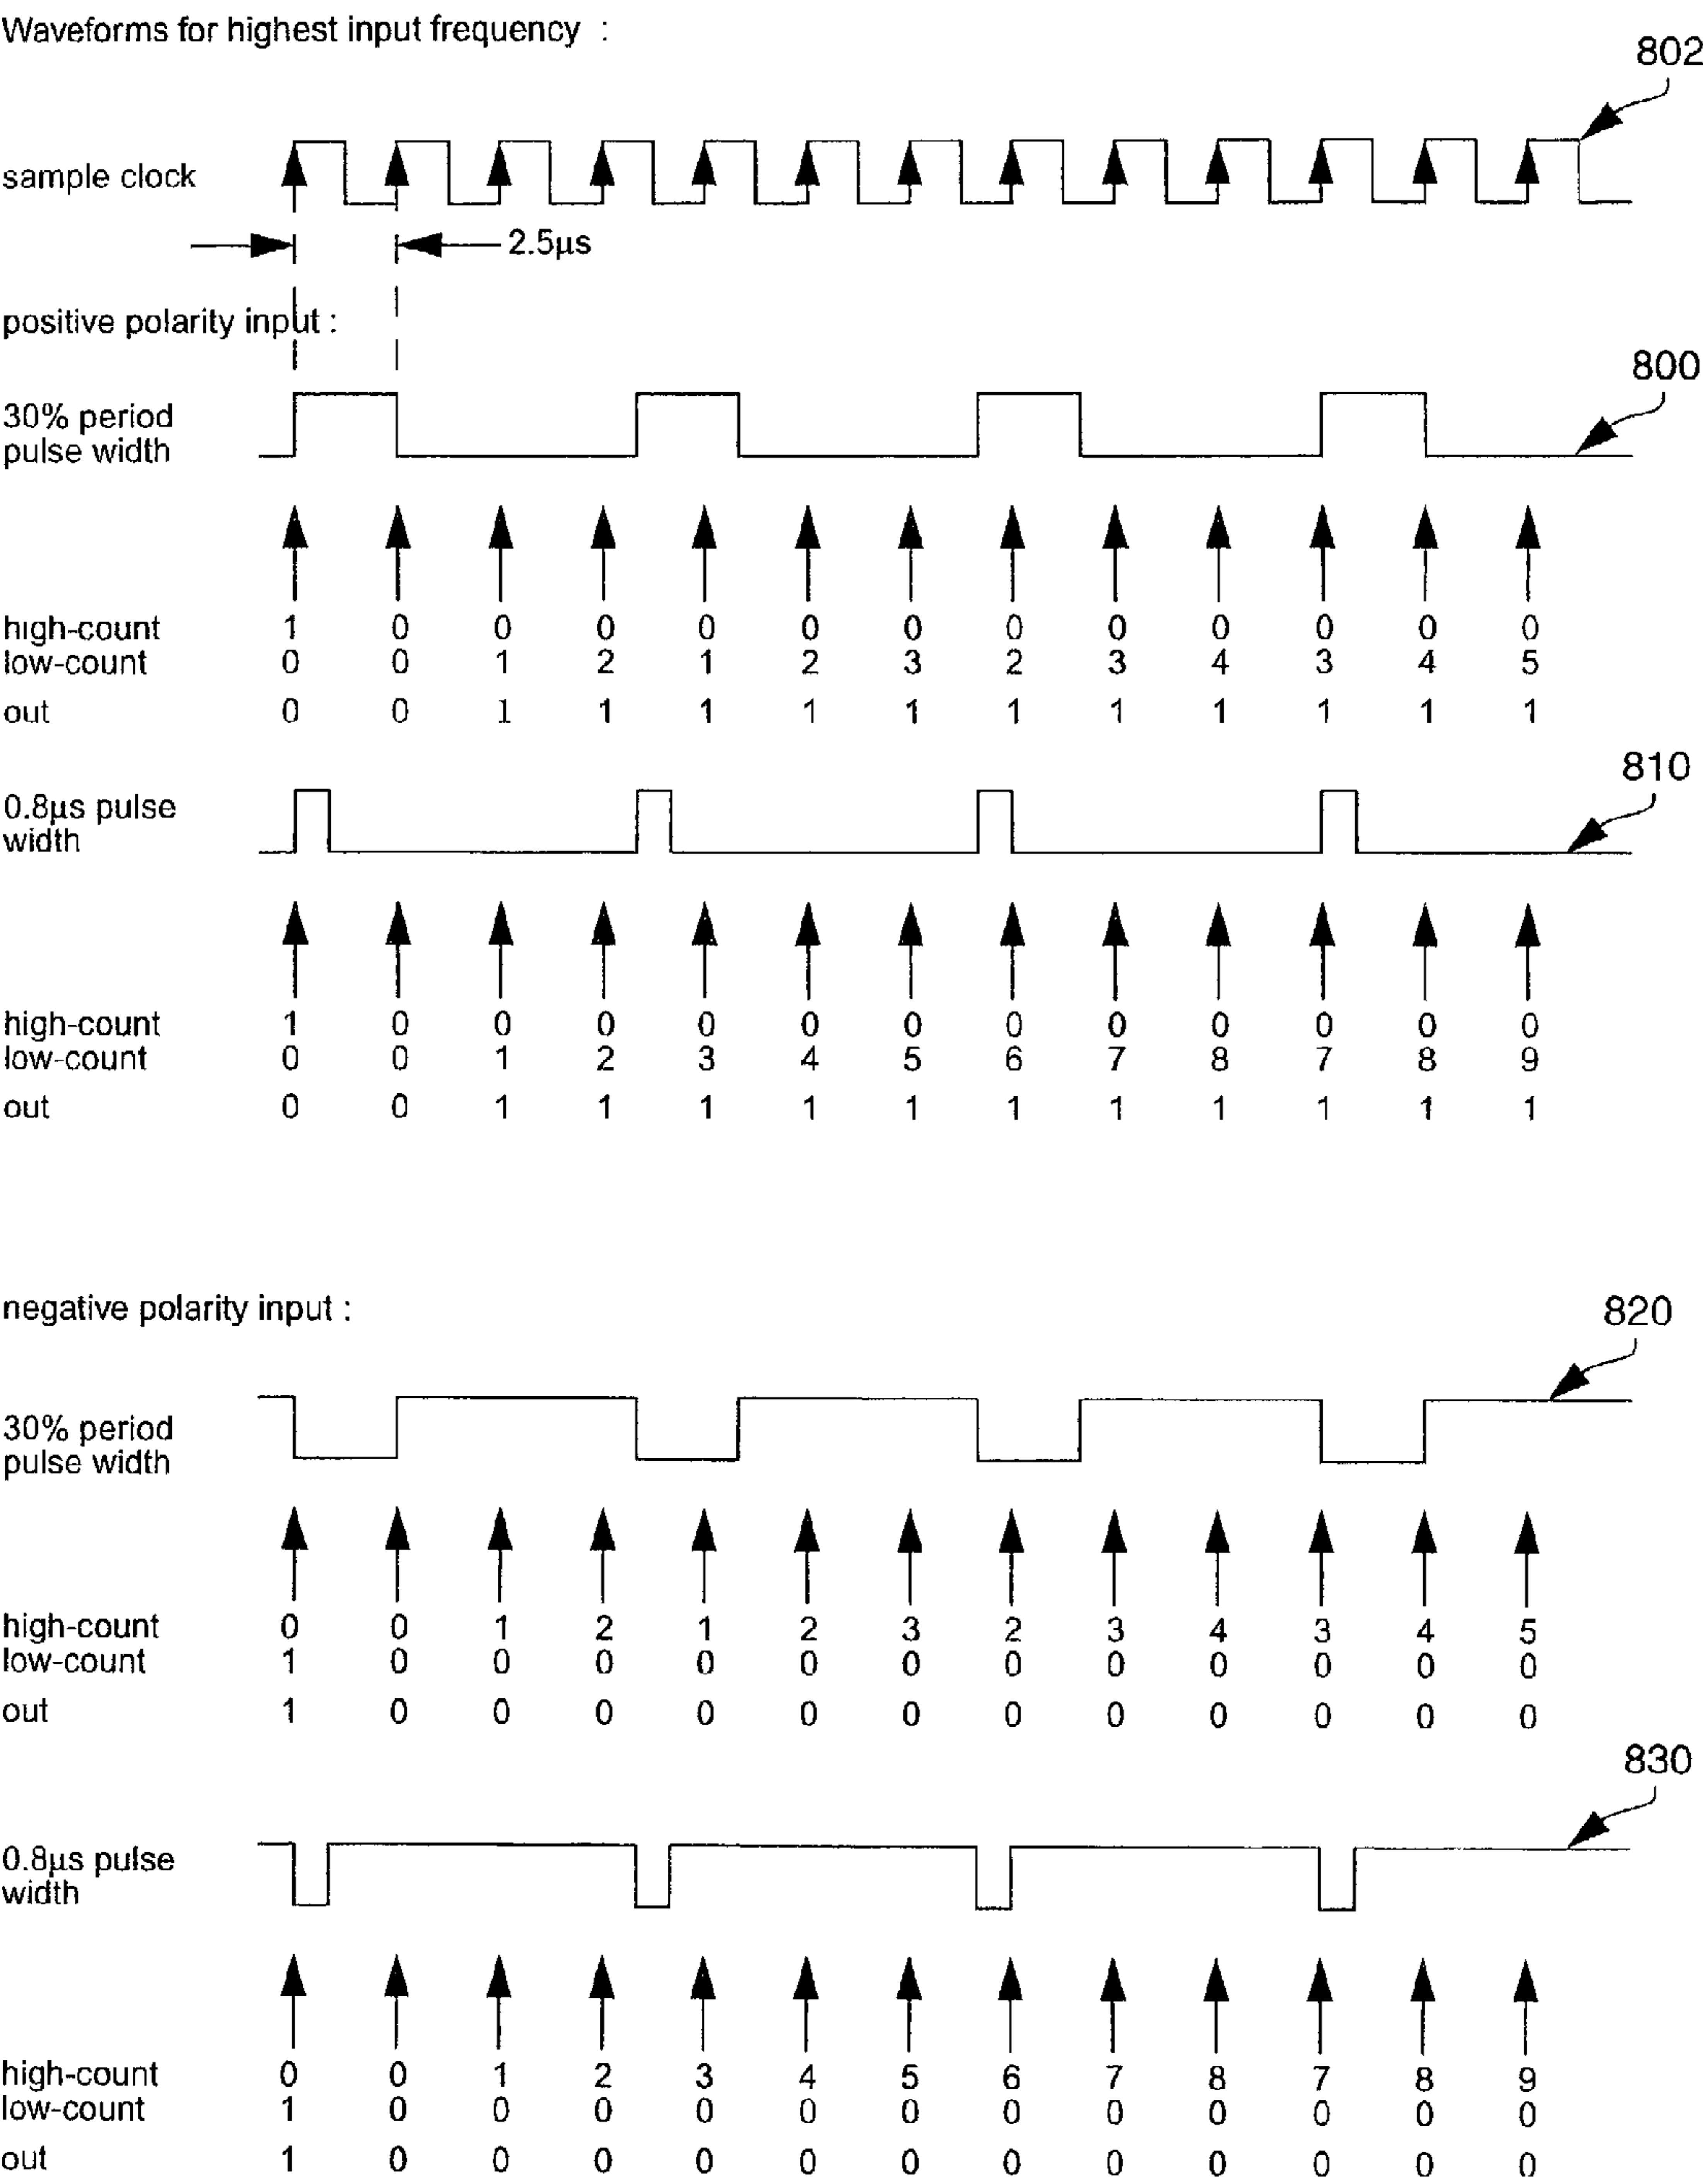 Waveforms for highest input frequency :
802
sample clock
2.5µs
positive polarity input :
800
30% period
pulse width
high-count 1 0 0 0 0 0 0 0 0 0 0 0 0
low-count 0 0 1 2 1 2 3 2 3 4 3 4 5
out 0 0 1 1 1 1 1 1 1 1 1 1 1
810
0.8µs pulse
width
high-count 1 0 0 0 0 0 0 0 0 0 0 0 0
low-count 0 0 1 2 3 4 5 6 7 8 7 8 9
out 0 0 1 1 1 1 1 1 1 1 1 1 1
negative polarity input :
820
30% period
pulse width
high-count 0 0 1 2 1 2 3 2 3 4 3 4 5
low-count 1 0 0 0 0 0 0 0 0 0 0 0 0
out 1 0 0 0 0 0 0 0 0 0 0 0 0
830
0.8µs pulse
width
high-count 0 0 1 2 3 4 5 6 7 8 7 8 9
low-count 1 0 0 0 0 0 0 0 0 0 0 0 0
out 1 0 0 0 0 0 0 0 0 0 0 0 0